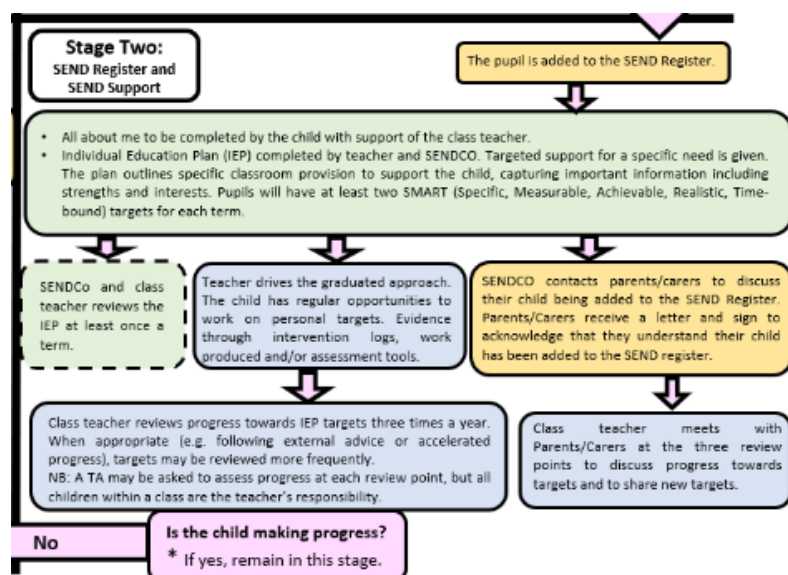 Stage Two:
SEND Register and
SEND Support
The pupil is added to the SEND Register.
• All about me to be completed by the child with support of the class teacher.
• Individual Education Plan (IEP) completed by teacher and SENDCO. Targeted support for a specific need is given.
The plan outlines specific classroom provision to support the child, capturing important information including
strengths and interests. Pupils will have at least two SMART (Specific, Measurable, Achievable, Realistic, Time-
bound) targets for each term.
SENDCo and class
teacher reviews the
IEP at least once a
term.
Teacher drives the graduated approach.
The child has regular opportunities to
work on personal targets. Evidence
through intervention logs, work
produced and/or assessment tools.
SENDCO contacts parents/carers to discuss
their child being added to the SEND Register.
Parents/Carers receive a letter and sign to
acknowledge that they understand their child
has been added to the SEND register.
Class teacher reviews progress towards IEP targets three times a year.
When appropriate (e.g. following external advice or accelerated
progress), targets may be reviewed more frequently.
NB: A TA may be asked to assess progress at each review point, but all
children within a class are the teacher's responsibility.
Class teacher meets with
Parents/Carers at the three review
points to discuss progress towards
targets and to share new targets.
No
Is the child making progress?
* If yes, remain in this stage.